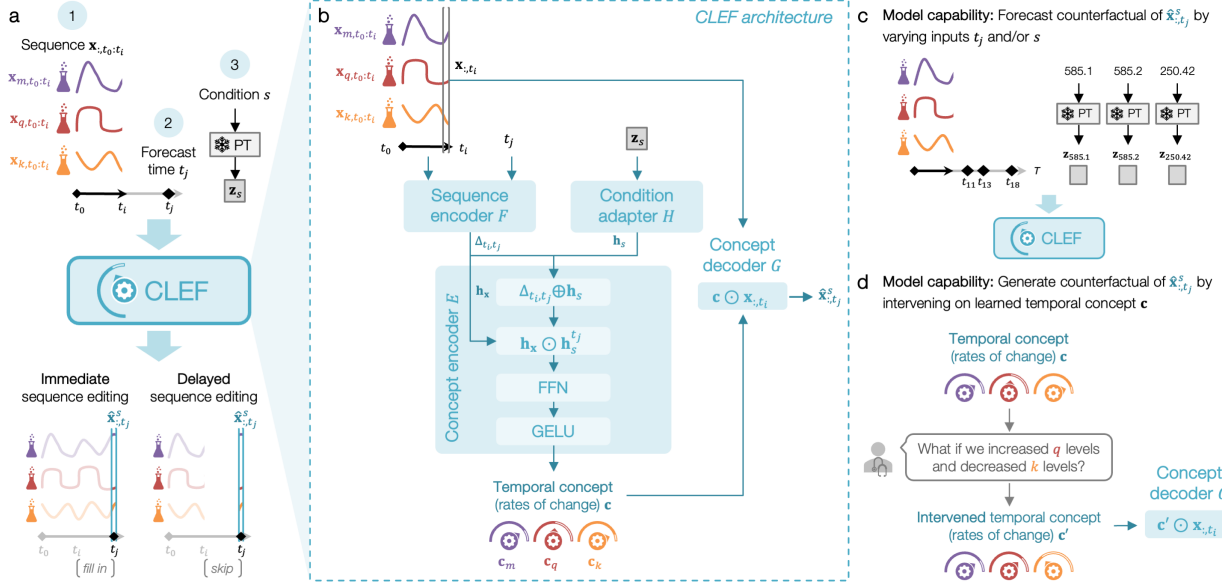 a
1
Sequence x:,t0:ti
xm,t0:ti
xq,t0:ti
xk,t0:ti
2
Forecast
time tj
3
Condition s
PT
zs
t0 ti tj
CLEF
Immediate
sequence editing
x̂s:,tj
t0 ti tj
[ fill in ]
Delayed
sequence editing
x̂s:,tj
t0 ti tj
[ skip ]
b
CLEF architecture
xm,t0:ti
xq,t0:ti
xk,t0:ti
x:,ti
t0 ti
tj
zs
Sequence
encoder F
Condition
adapter H
Δti,tj
hs
hx
Concept encoder E
Δti,tj ⊕ hs
hx ⊙ hstj
FFN
GELU
Concept
decoder G
c ⊙ x:,ti
x̂s:,tj
Temporal concept
(rates of change) c
cm cq ck
c
Model capability: Forecast counterfactual of x̂s:,tj by
varying inputs tj and/or s
585.1 585.2 250.42
PT PT PT
z585.1 z585.2 z250.42
t11 t13 t18 T
CLEF
d
Model capability: Generate counterfactual of x̂s:,tj by
intervening on learned temporal concept c
Temporal concept
(rates of change) c
What if we increased q levels
and decreased k levels?
Intervened temporal concept
(rates of change) c′
Concept
decoder
c′ ⊙ x:,ti